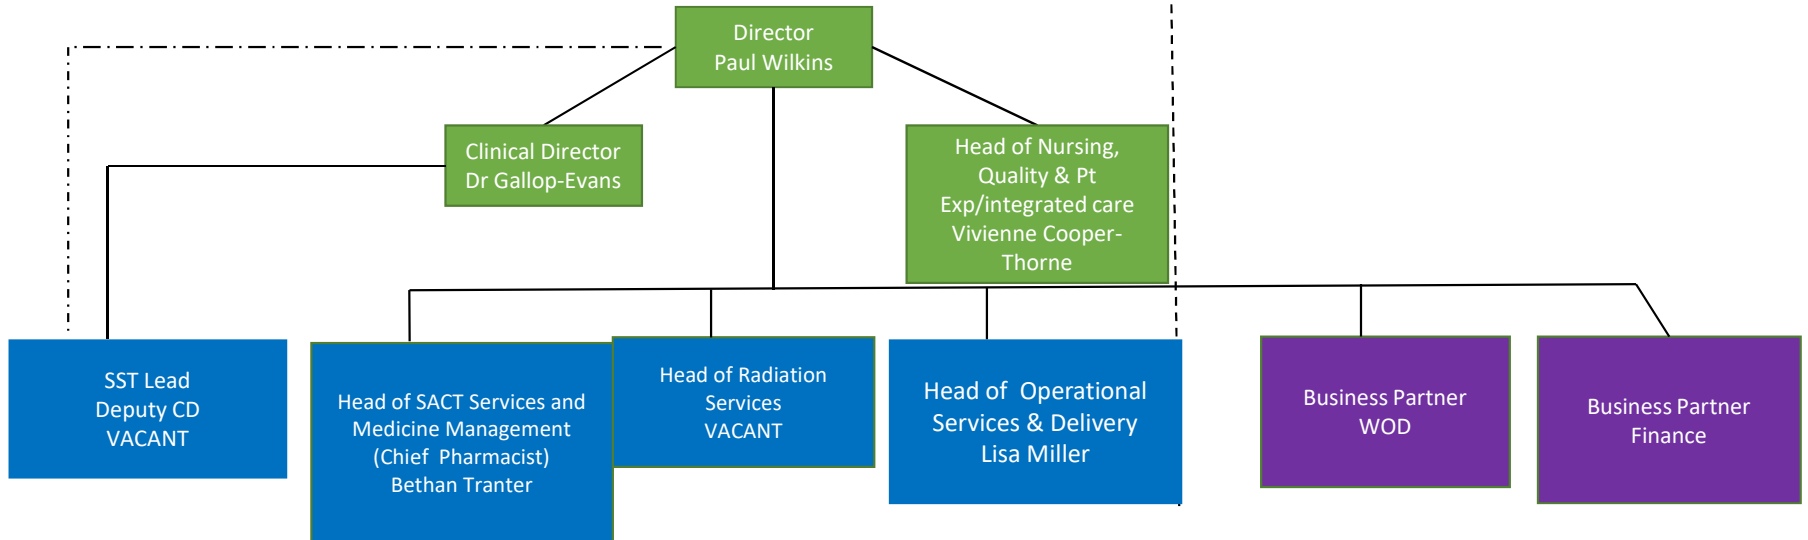 Director
Paul Wilkins
Clinical Director
Dr Gallop-Evans
Head of Nursing,
Quality & Pt
Exp/integrated care
Vivienne Cooper-
Thorne
SST Lead
Deputy CD
VACANT
Head of SACT Services and
Medicine Management
(Chief Pharmacist)
Bethan Tranter
Head of Radiation
Services
VACANT
Head of Operational
Services & Delivery
Lisa Miller
Business Partner
WOD
Business Partner
Finance